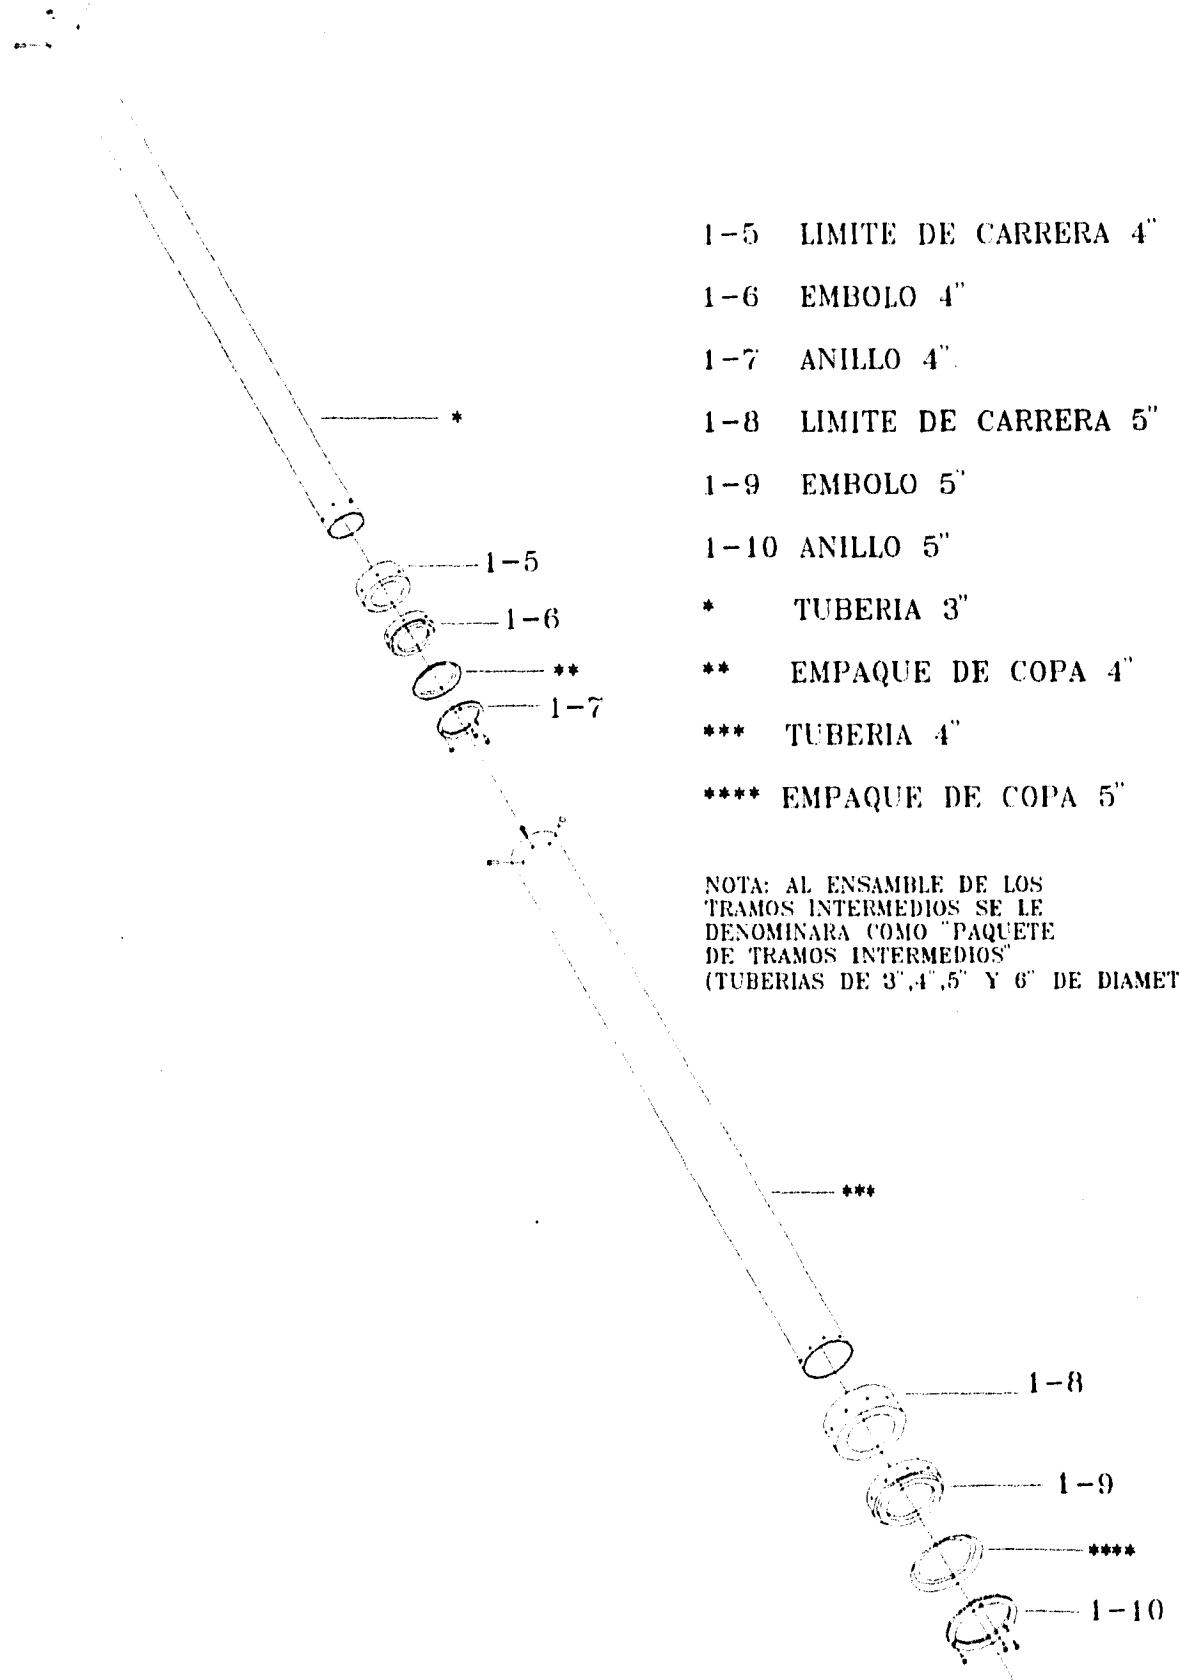 1-5 LIMITE DE CARRERA 4"
1-6 EMBOLO 4"
1-7 ANILLO 4"
1-8 LIMITE DE CARRERA 5"
1-9 EMBOLO 5"
1-10 ANILLO 5"
* TUBERIA 3"
** EMPAQUE DE COPA 4"
*** TUBERIA 4"
**** EMPAQUE DE COPA 5"
NOTA: AL ENSAMBLE DE LOS
TRAMOS INTERMEDIOS SE LE
DENOMINARA COMO "PAQUETE
DE TRAMOS INTERMEDIOS"
(TUBERIAS DE 3",4",5" Y 6" DE DIAMET
*
1-5
1-6
**
1-7
***
1-8
1-9
****
1-10